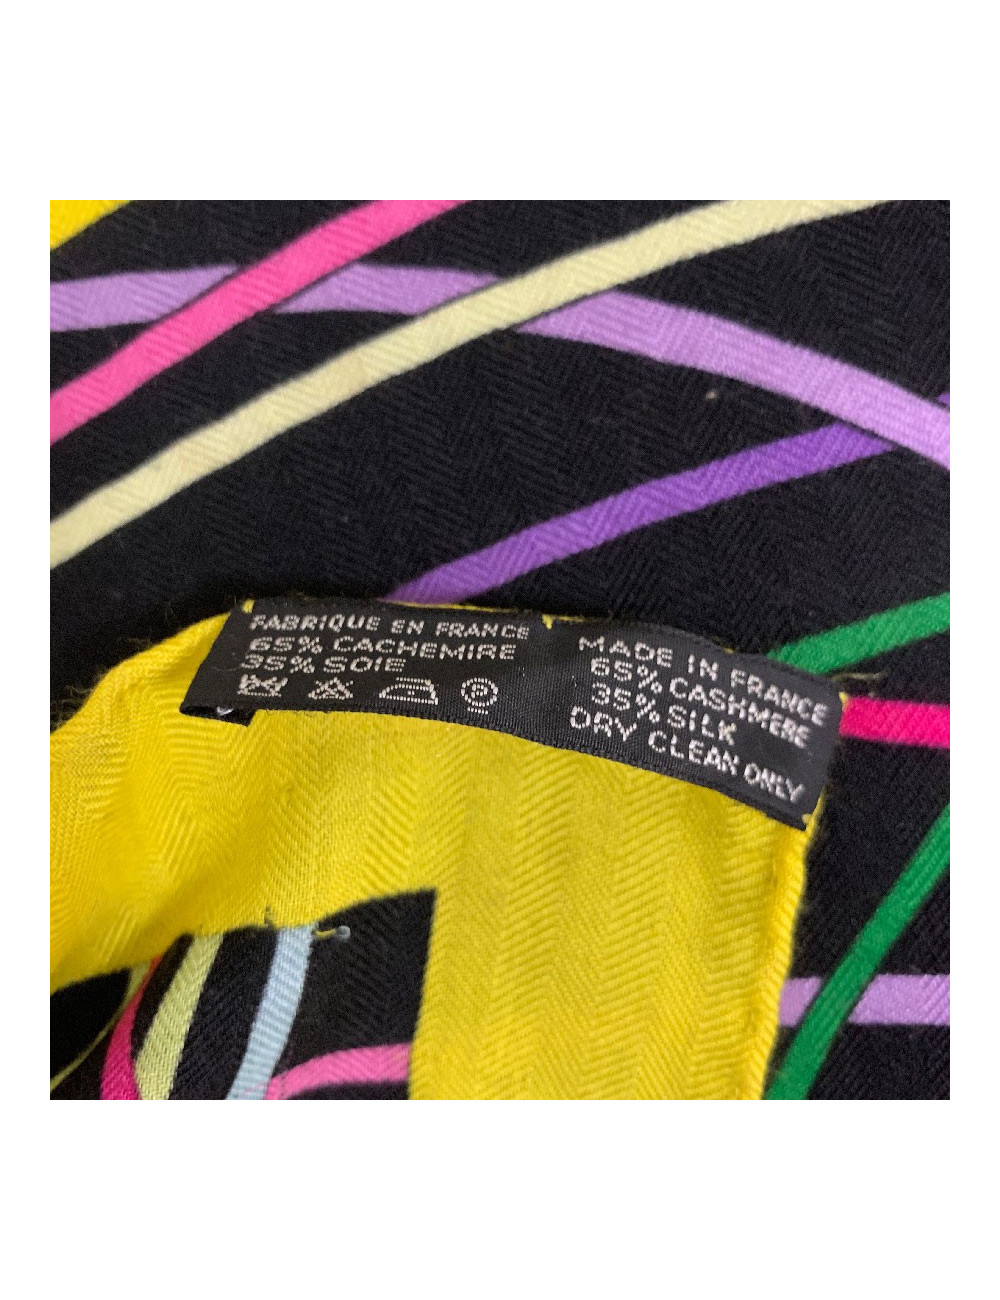 FABRIQUE EN FRANCE
65% CACHEMIRE
35% SOIE
MADE IN FRANCE
65% CASHMERE
35% SILK
DRY CLEAN ONLY